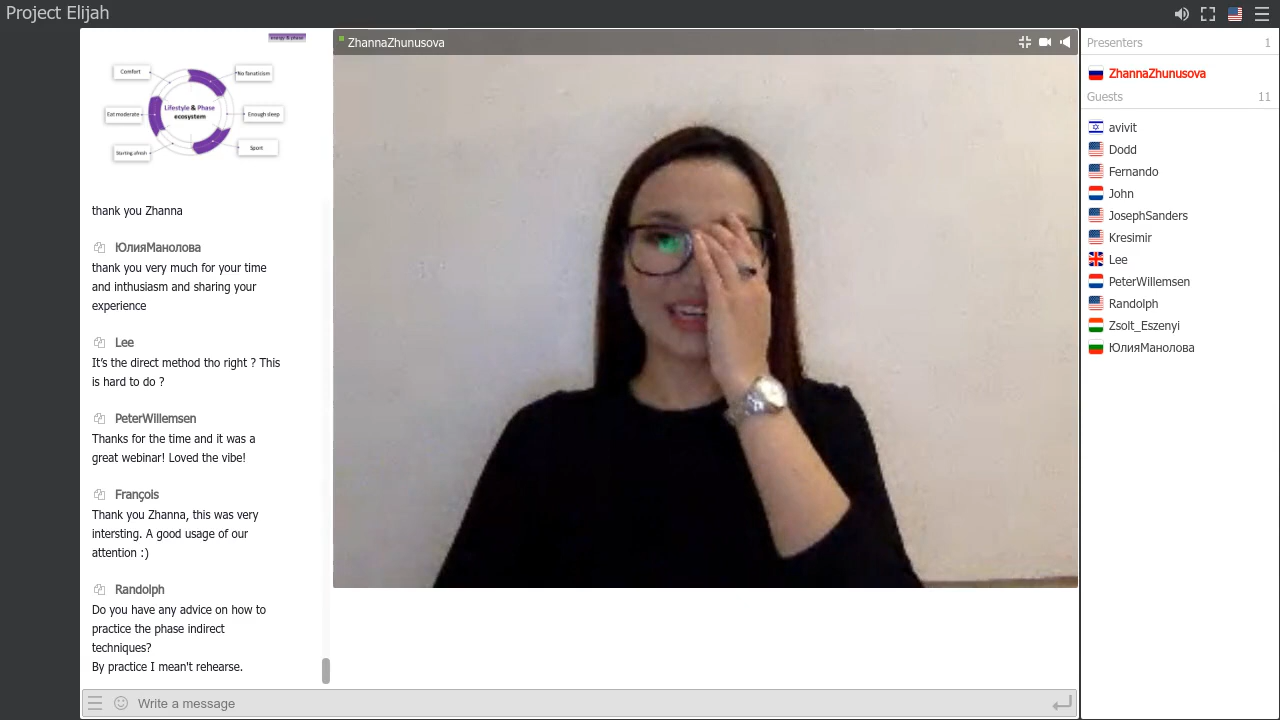 Project Elijah
energy & phase
Comfort
No fanaticism
Eat moderate
Lifestyle & Phase
ecosystem
Enough sleep
Starting afresh
Sport
thank you Zhanna
ЮлияМанолова
thank you very much for your time
and inthusiasm and sharing your
experience
Lee
It's the direct method tho right ? This
is hard to do ?
PeterWillemsen
Thanks for the time and it was a
great webinar! Loved the vibe!
François
Thank you Zhanna, this was very
intersting. A good usage of our
attention :)
Randolph
Do you have any advice on how to
practice the phase indirect
techniques?
By practice I mean't rehearse.
Write a message
ZhannaZhunusova
Presenters 1
ZhannaZhunusova
Guests 11
avivit
Dodd
Fernando
John
JosephSanders
Kresimir
Lee
PeterWillemsen
Randolph
Zsolt_Eszenyi
ЮлияМанолова